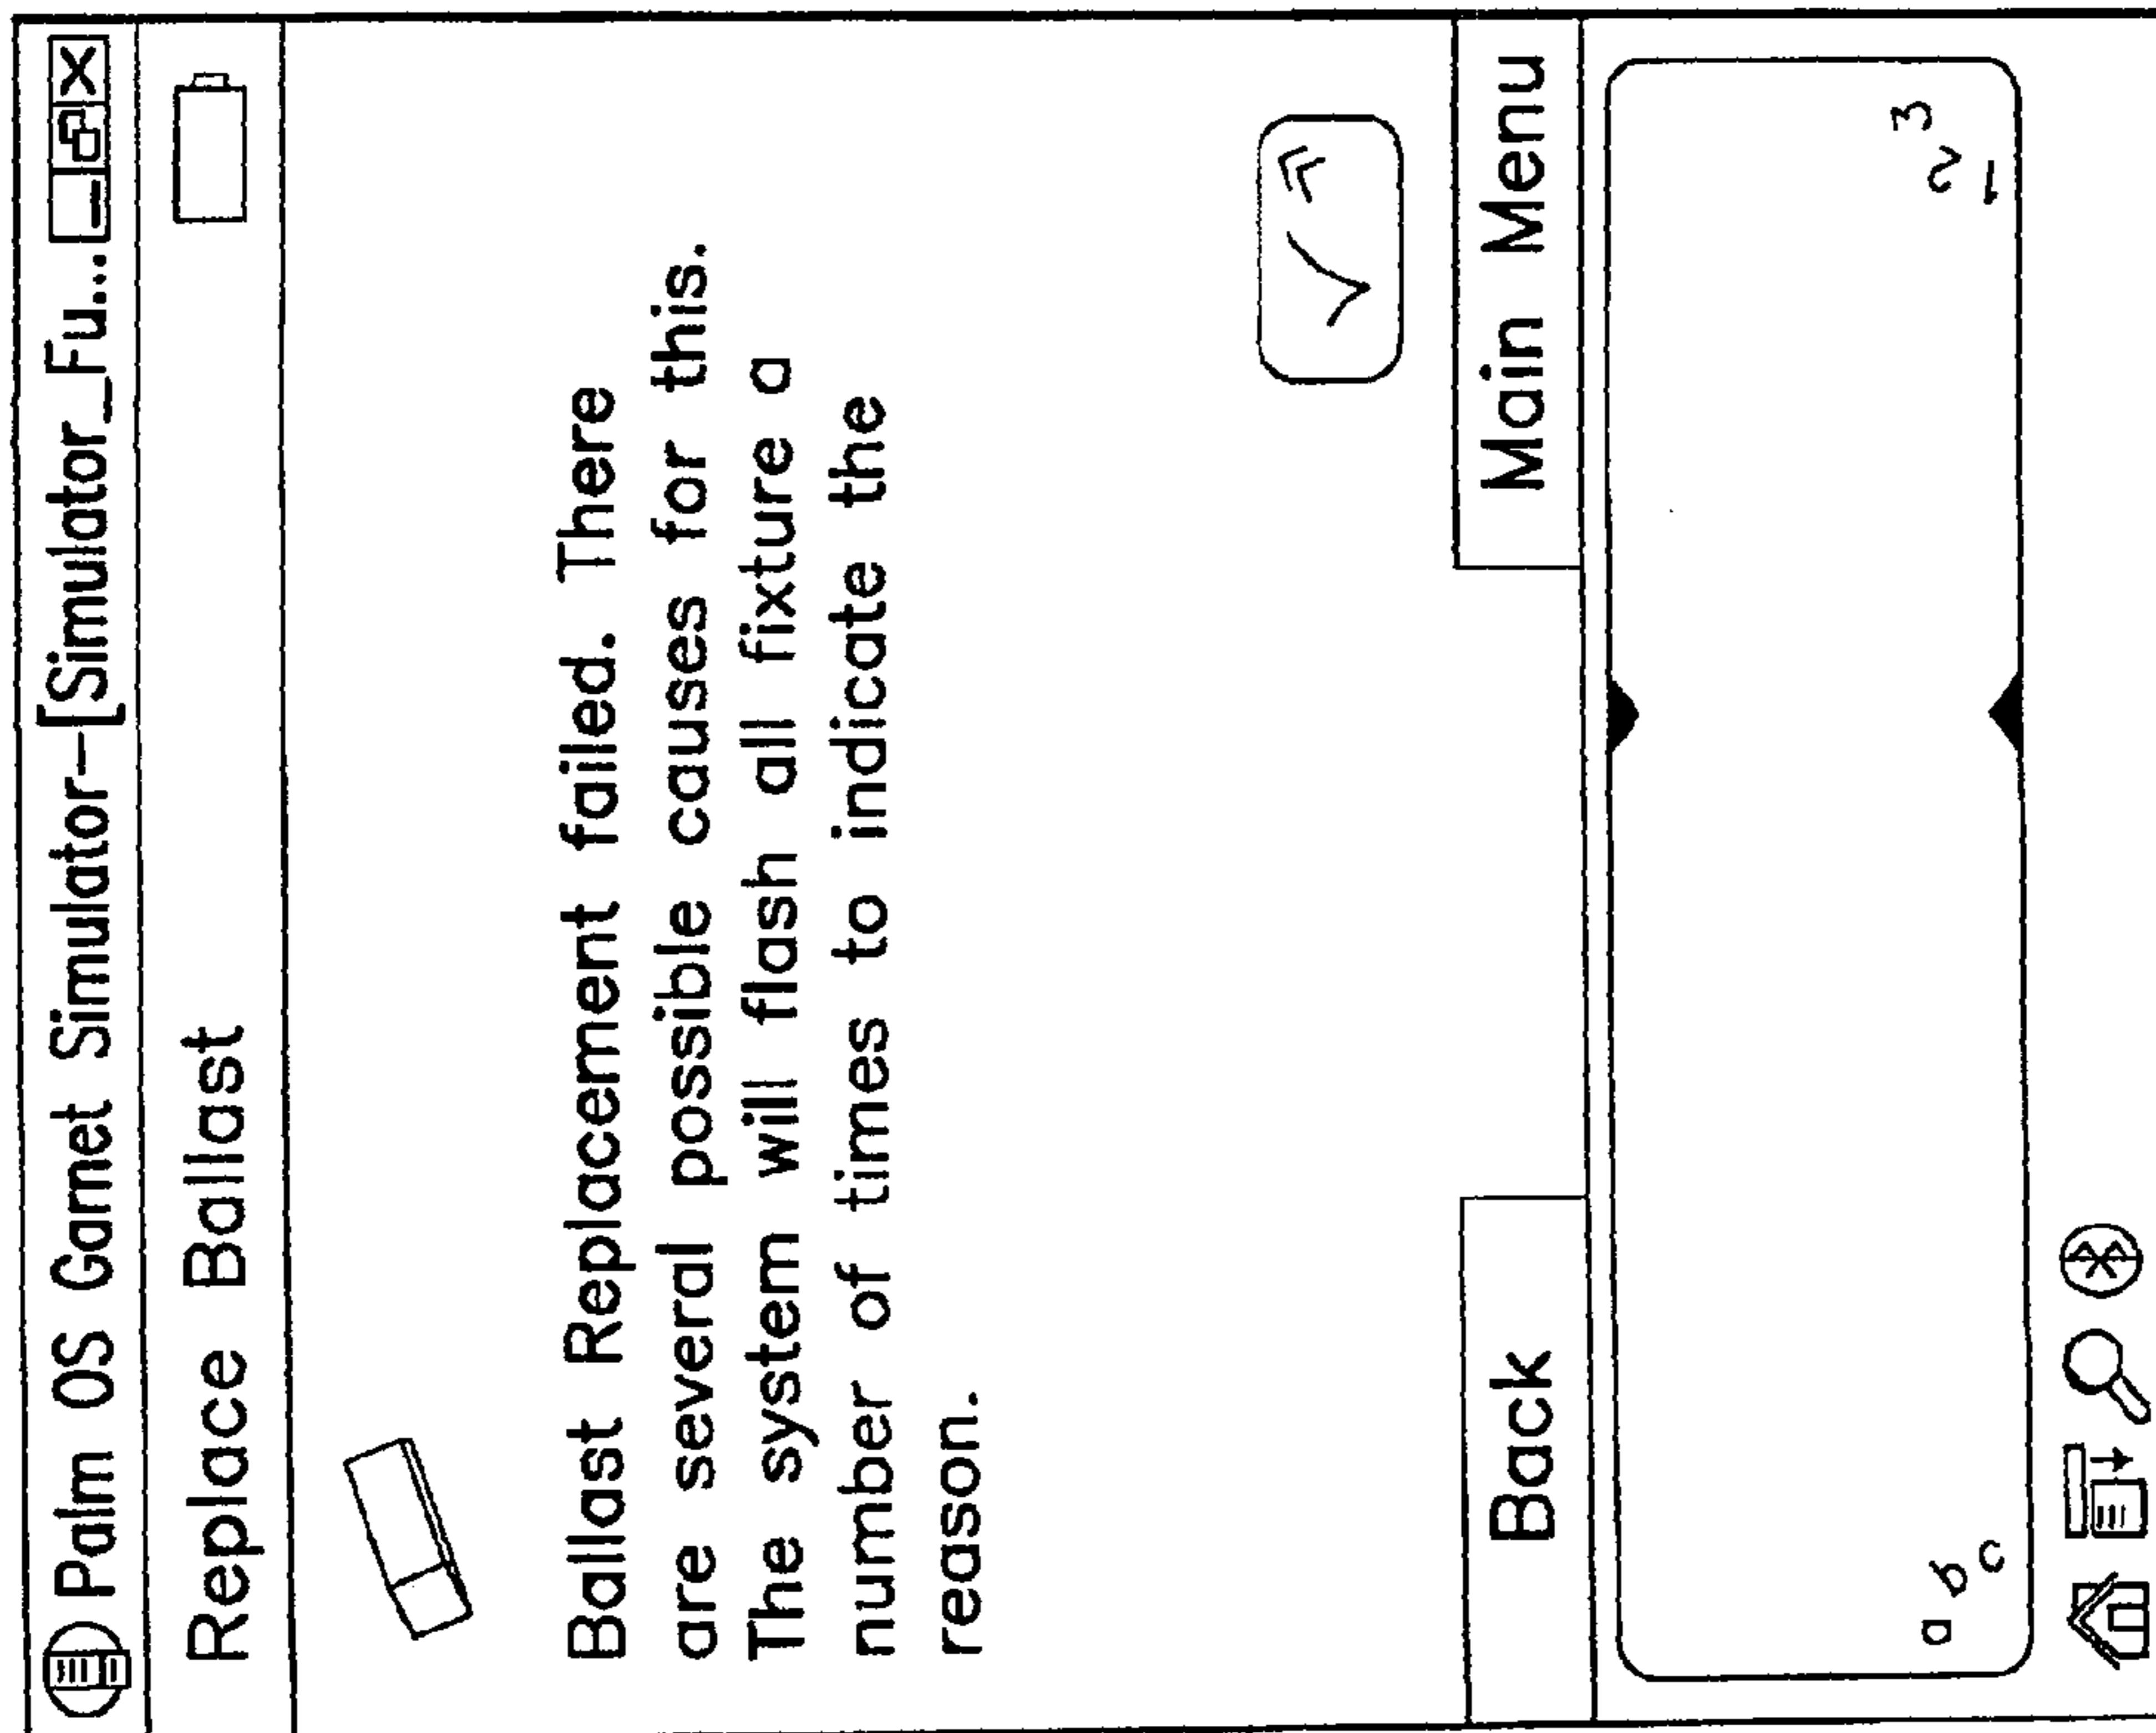 Palm OS Garnet Simulator-[Simulator_Fu...
Replace Ballast
Ballast Replacement failed. There
are several possible causes for this.
The system will flash all fixture a
number of times to indicate the
reason.
Back Main Menu
a b c 1 2 3